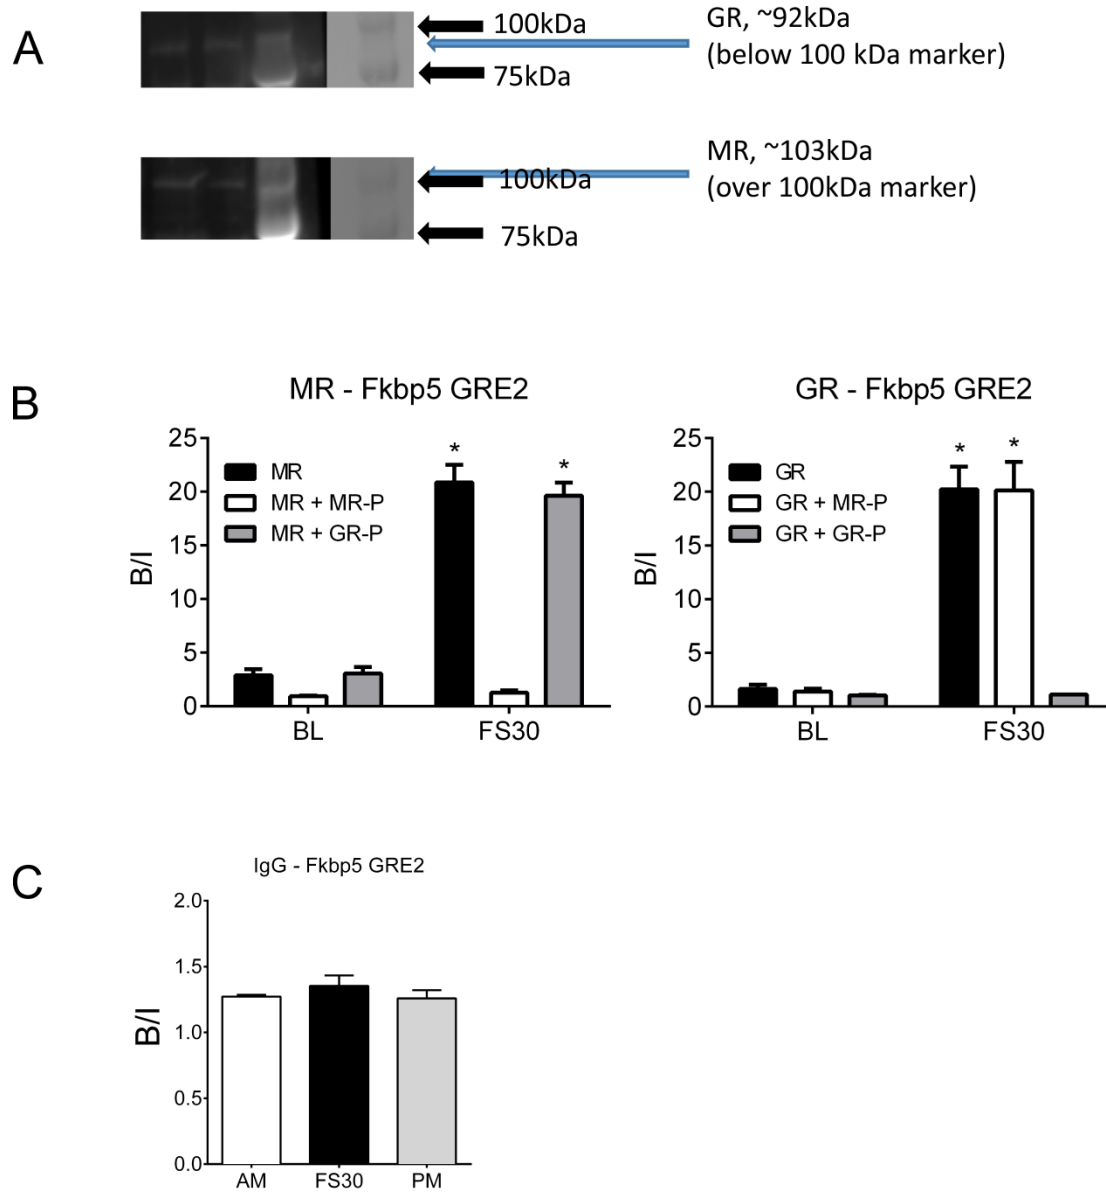 A
100kDa
75kDa
GR, ~92kDa
(below 100 kDa marker)
100kDa
75kDa
MR, ~103kDa
(over 100kDa marker)
B
MR - Fkbp5 GRE2
B/I
25
20
15
10
5
0
MR
MR + MR-P
MR + GR-P
*
*
BL
FS30
GR - Fkbp5 GRE2
B/I
25
20
15
10
5
0
GR
GR + MR-P
GR + GR-P
*
*
BL
FS30
C
IgG - Fkbp5 GRE2
B/I
2.0
1.5
1.0
0.5
0.0
AM
FS30
PM